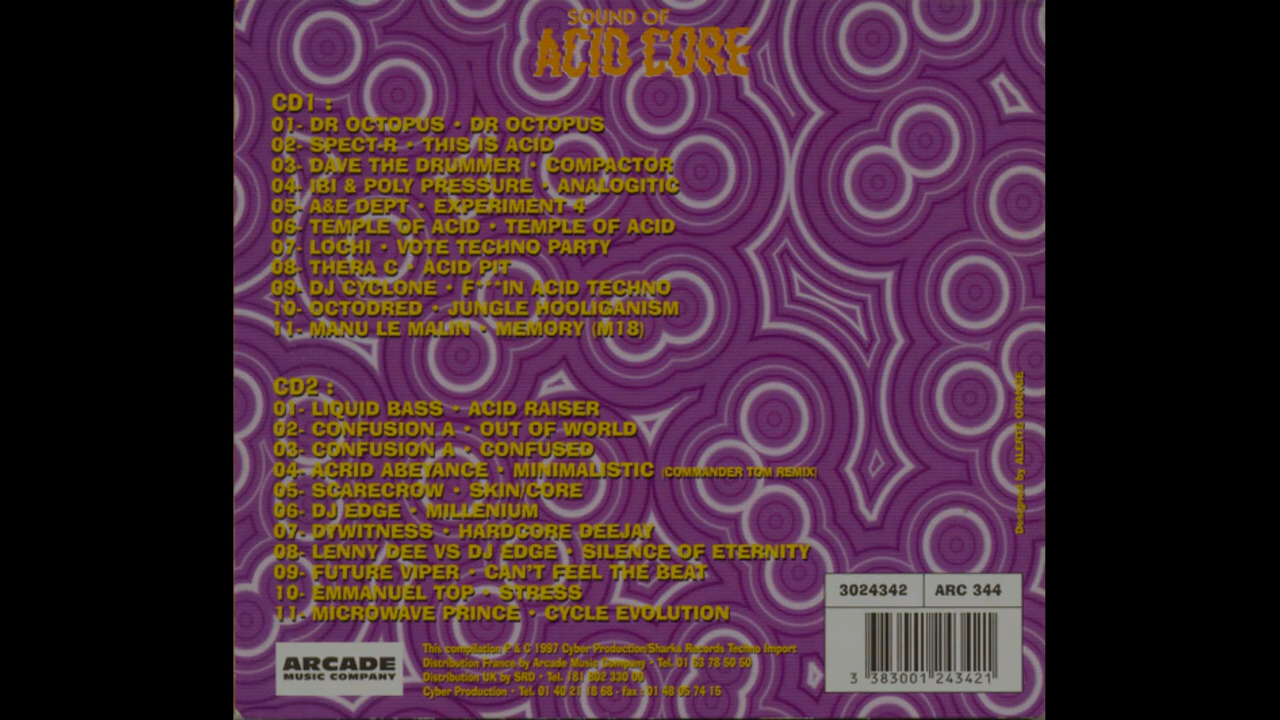 SOUND OF
ACID CORE
CD1 :
01- DR OCTOPUS • DR OCTOPUS
02- SPECT-R • THIS IS ACID
03- DAVE THE DRUMMER • COMPACTOR
04- IBI & POLY PRESSURE • ANALOGITIC
05- A&E DEPT • EXPERIMENT 4
06- TEMPLE OF ACID • TEMPLE OF ACID
07- LOCHI • VOTE TECHNO PARTY
08- THERA C • ACID PIT
09- DJ CYCLONE • F***IN ACID TECHNO
10- OCTODRED • JUNGLE HOOLIGANISM
11- MANU LE MALIN • MEMORY (M18)
CD2 :
01- LIQUID BASS • ACID RAISER
02- CONFUSION A • OUT OF WORLD
03- CONFUSION A • CONFUSED
04- ACRID ABEYANCE • MINIMALISTIC (COMMANDER TOM REMIX)
05- SCARECROW • SKIN/CORE
06- DJ EDGE • MILLENIUM
07- DYWITNESS • HARDCORE DEEJAY
08- LENNY DEE VS DJ EDGE • SILENCE OF ETERNITY
09- FUTURE VIPER • CAN'T FEEL THE BEAT
10- EMMANUEL TOP • STRESS
11- MICROWAVE PRINCE • CYCLE EVOLUTION
Designed by ALERTE ORANGE
3024342 ARC 344
3 383001 243421
ARCADE
MUSIC COMPANY
This compilation P & C 1997 Cyber Production/Sharks Records Techno Import
Distribution France by Arcade Music Company • Tel. 01 53 78 50 50
Distribution UK by SRD • Tel. 181 802 330 00
Cyber Production • Tel. 01 40 21 18 68 - fax : 01 48 05 74 15